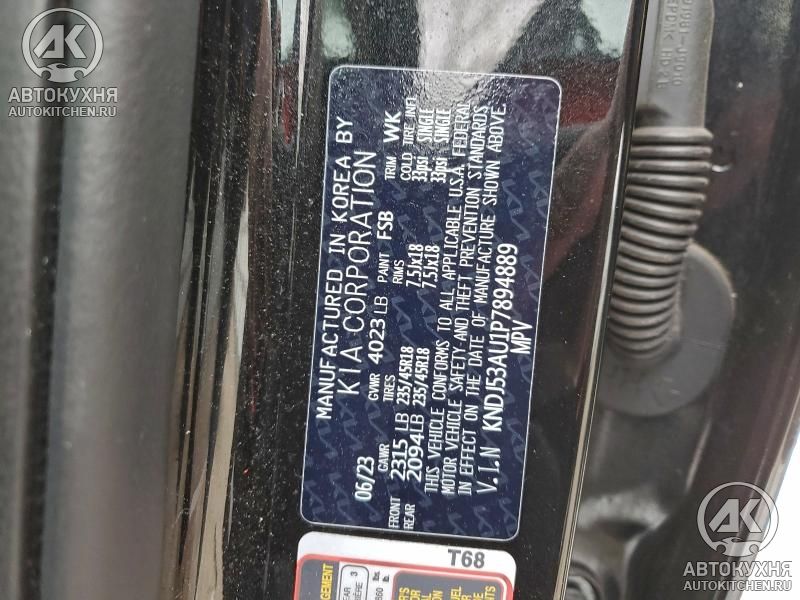 АВТОКУХНЯ
AUTOKITCHEN.RU
MANUFACTURED IN KOREA BY
KIA CORPORATION
06/23 GVWR 4023 LB PAINT FSB TRIM WK
GAWR TIRES RIMS COLD TIRE INFL
FRONT 2315 LB 235/45R18 7.5Jx18 33psi SINGLE
REAR 2094LB 235/45R18 7.5Jx18 33psi SINGLE
THIS VEHICLE CONFORMS TO ALL APPLICABLE U.S.A. FEDERAL
MOTOR VEHICLE SAFETY AND THEFT PREVENTION STANDARDS
IN EFFECT ON THE DATE OF MANUFACTURE SHOWN ABOVE.
V.I.N KNDJ53AU1P7894889
MPV
T68
АВТОКУХНЯ
AUTOKITCHEN.RU